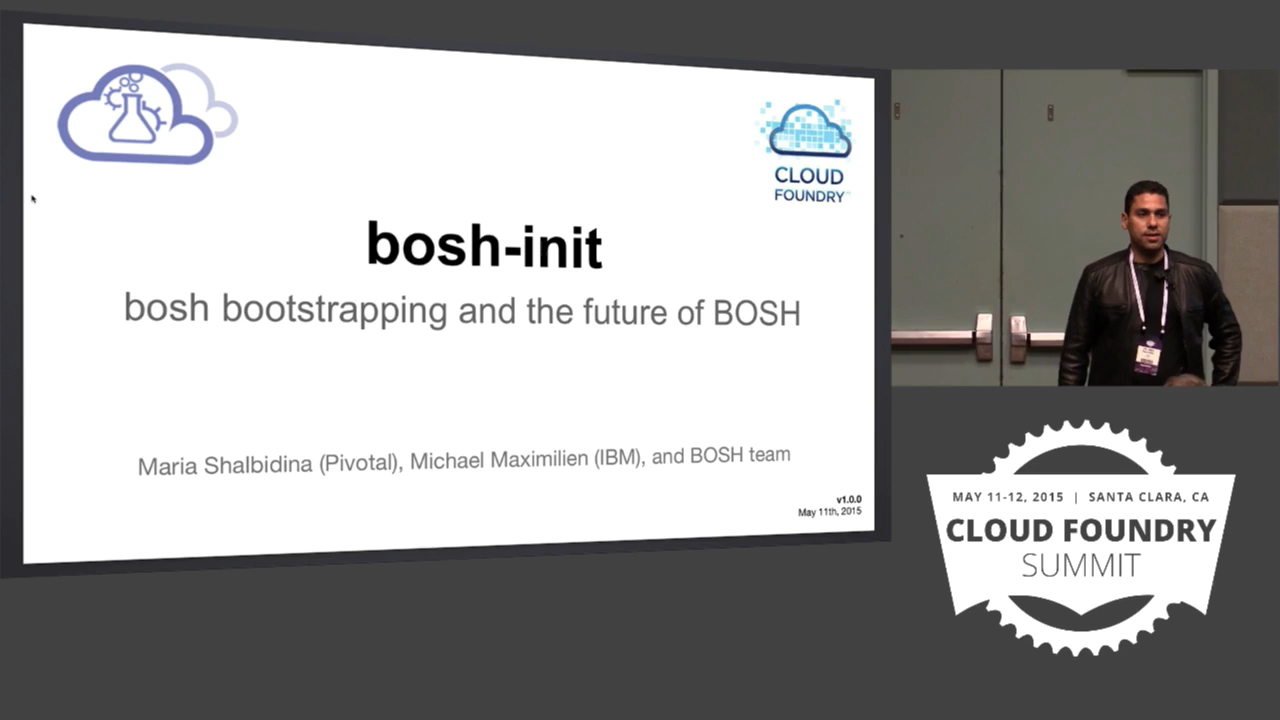 CLOUD
FOUNDRY
bosh-init
bosh bootstrapping and the future of BOSH
Maria Shalbidina (Pivotal), Michael Maximilien (IBM), and BOSH team
v1.0.0
May 11th, 2015
MAY 11-12, 2015 | SANTA CLARA, CA
CLOUD FOUNDRY
SUMMIT